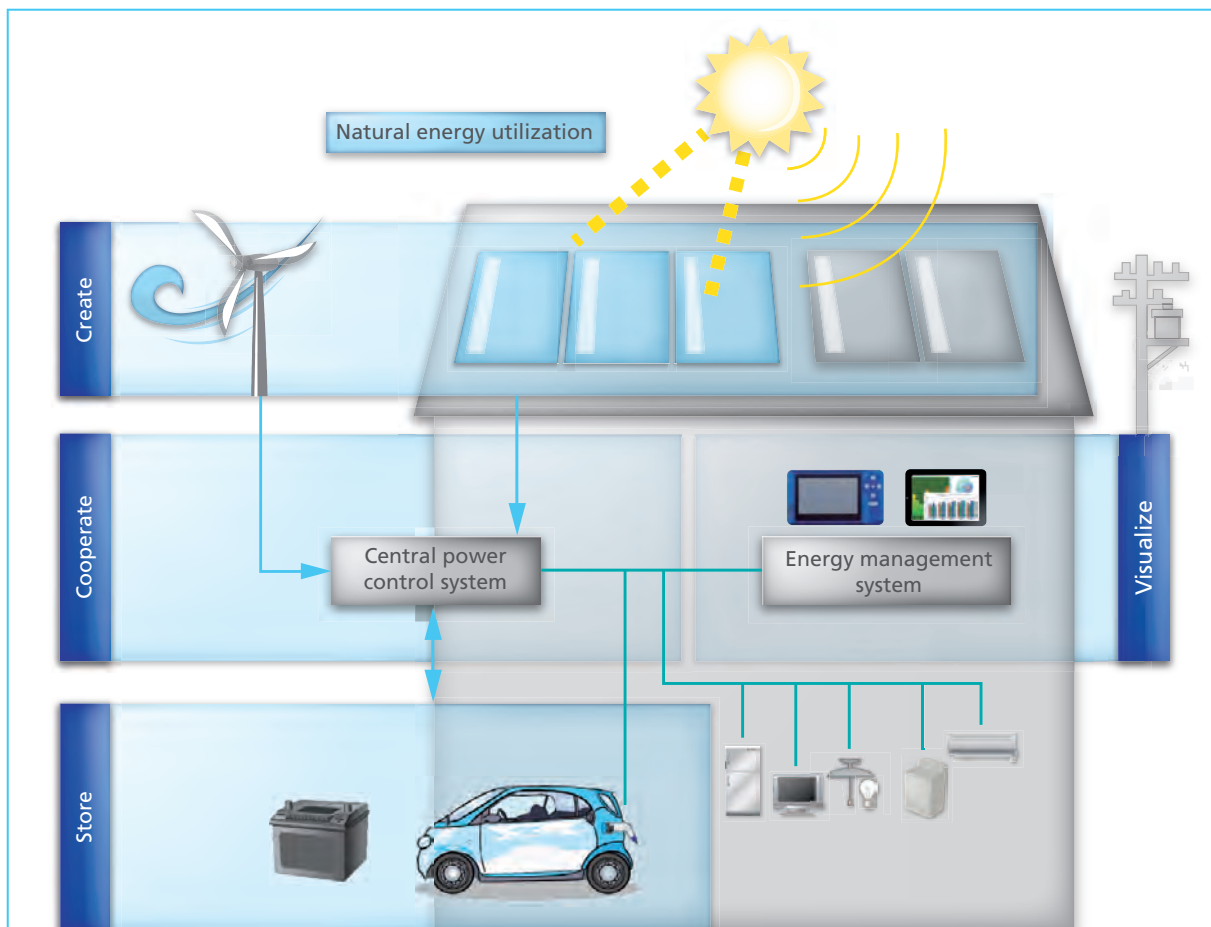 Natural energy utilization
Create
Cooperate
Central power
control system
Energy management
system
Visualize
Store